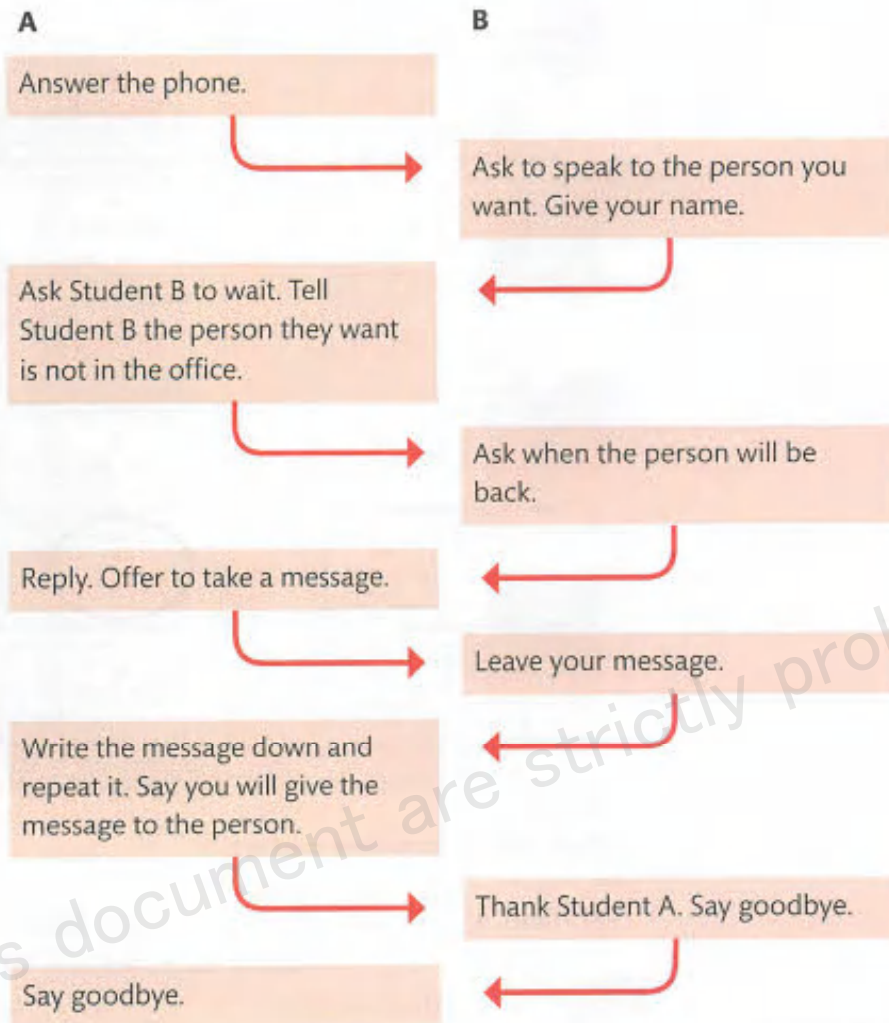 A
B
Answer the phone.
Ask to speak to the person you
want. Give your name.
Ask Student B to wait. Tell
Student B the person they want
is not in the office.
Ask when the person will be
back.
Reply. Offer to take a message.
Leave your message.
Write the message down and
repeat it. Say you will give the
message to the person.
Thank Student A. Say goodbye.
Say goodbye.
document are strictly